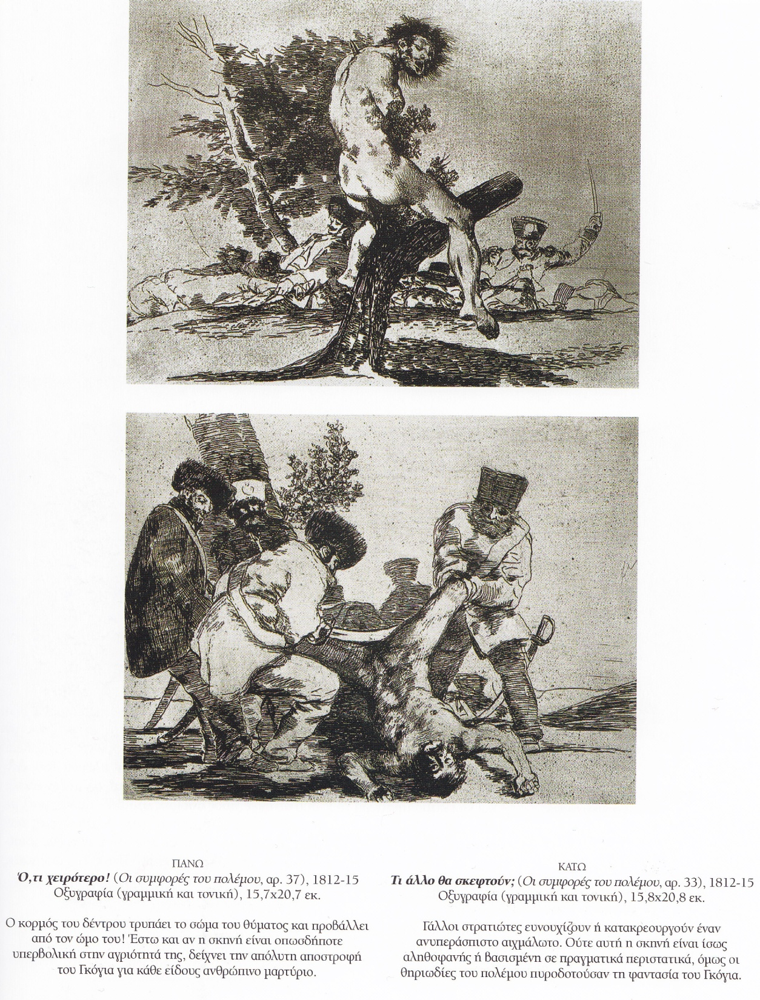 ΠΑΝΩ
Ό,τι χειρότερο! (Οι συμφορές του πολέμου, αρ. 37), 1812-15
Οξυγραφία (γραμμική και τονική), 15,7x20,7 εκ.
Ο κορμός του δέντρου τρυπάει το σώμα του θύματος και προβάλλει
από τον ώμο του! Έστω και αν η σκηνή είναι οπωσδήποτε
υπερβολική στην αγριότητά της, δείχνει την απόλυτη αποστροφή
του Γκόγια για κάθε είδους ανθρώπινο μαρτύριο.
ΚΑΤΩ
Τι άλλο θα σκεφτούν; (Οι συμφορές του πολέμου, αρ. 33), 1812-15
Οξυγραφία (γραμμική και τονική), 15,8x20,8 εκ.
Γάλλοι στρατιώτες ευνουχίζουν ή κατακρεουργούν έναν
ανυπεράσπιστο αιχμάλωτο. Ούτε αυτή η σκηνή είναι ίσως
αληθοφανής ή βασισμένη σε πραγματικά περιστατικά, όμως οι
θηριωδίες του πολέμου πυροδοτούσαν τη φαντασία του Γκόγια.